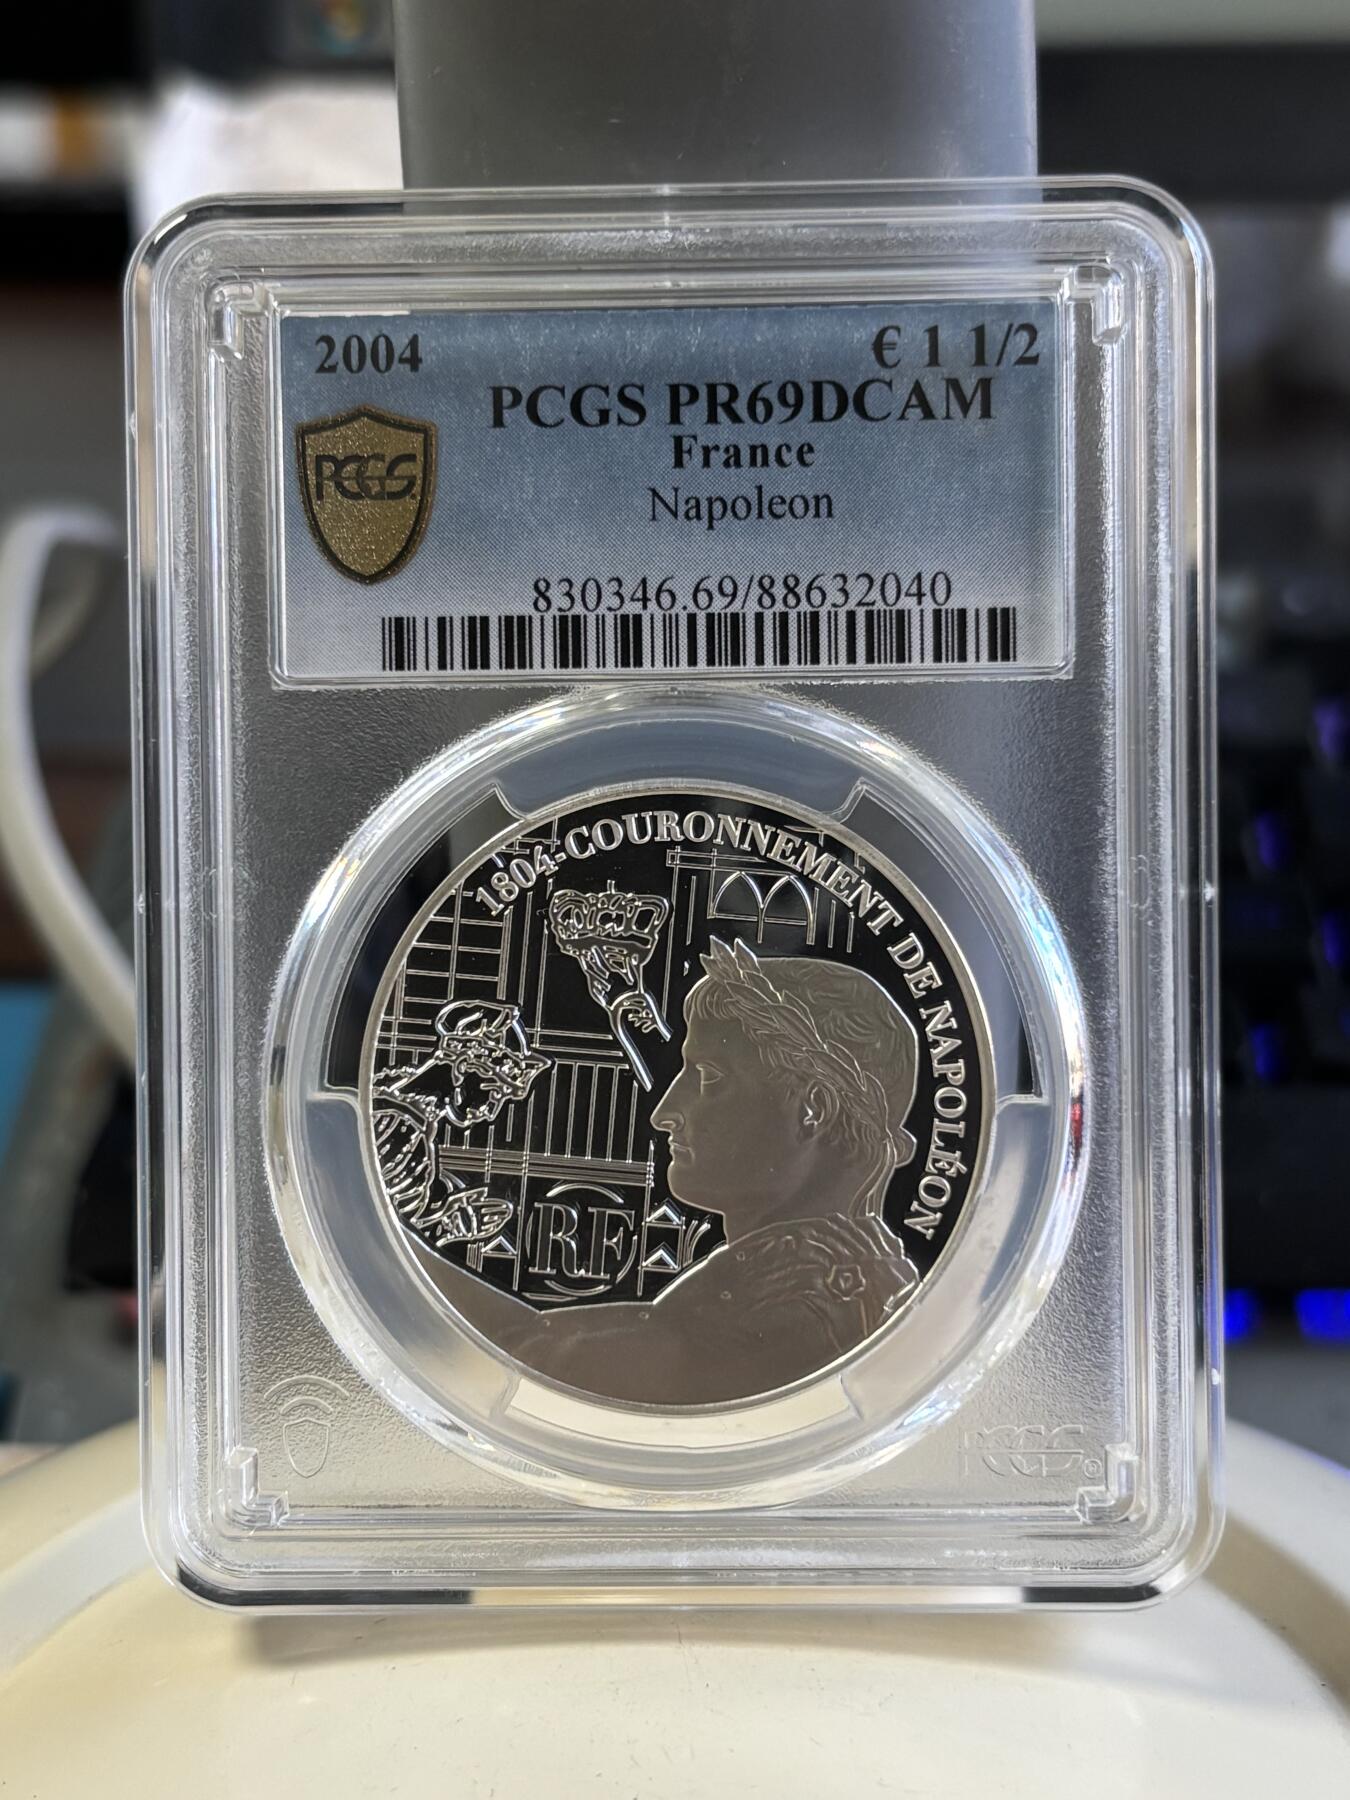 2004
€ 1 1/2
PCGS PR69DCAM
France
PCGS
Napoleon
830346.69/88632040
1804-COURONNEMENT DE NAPOLÉON
RF
PCGS®